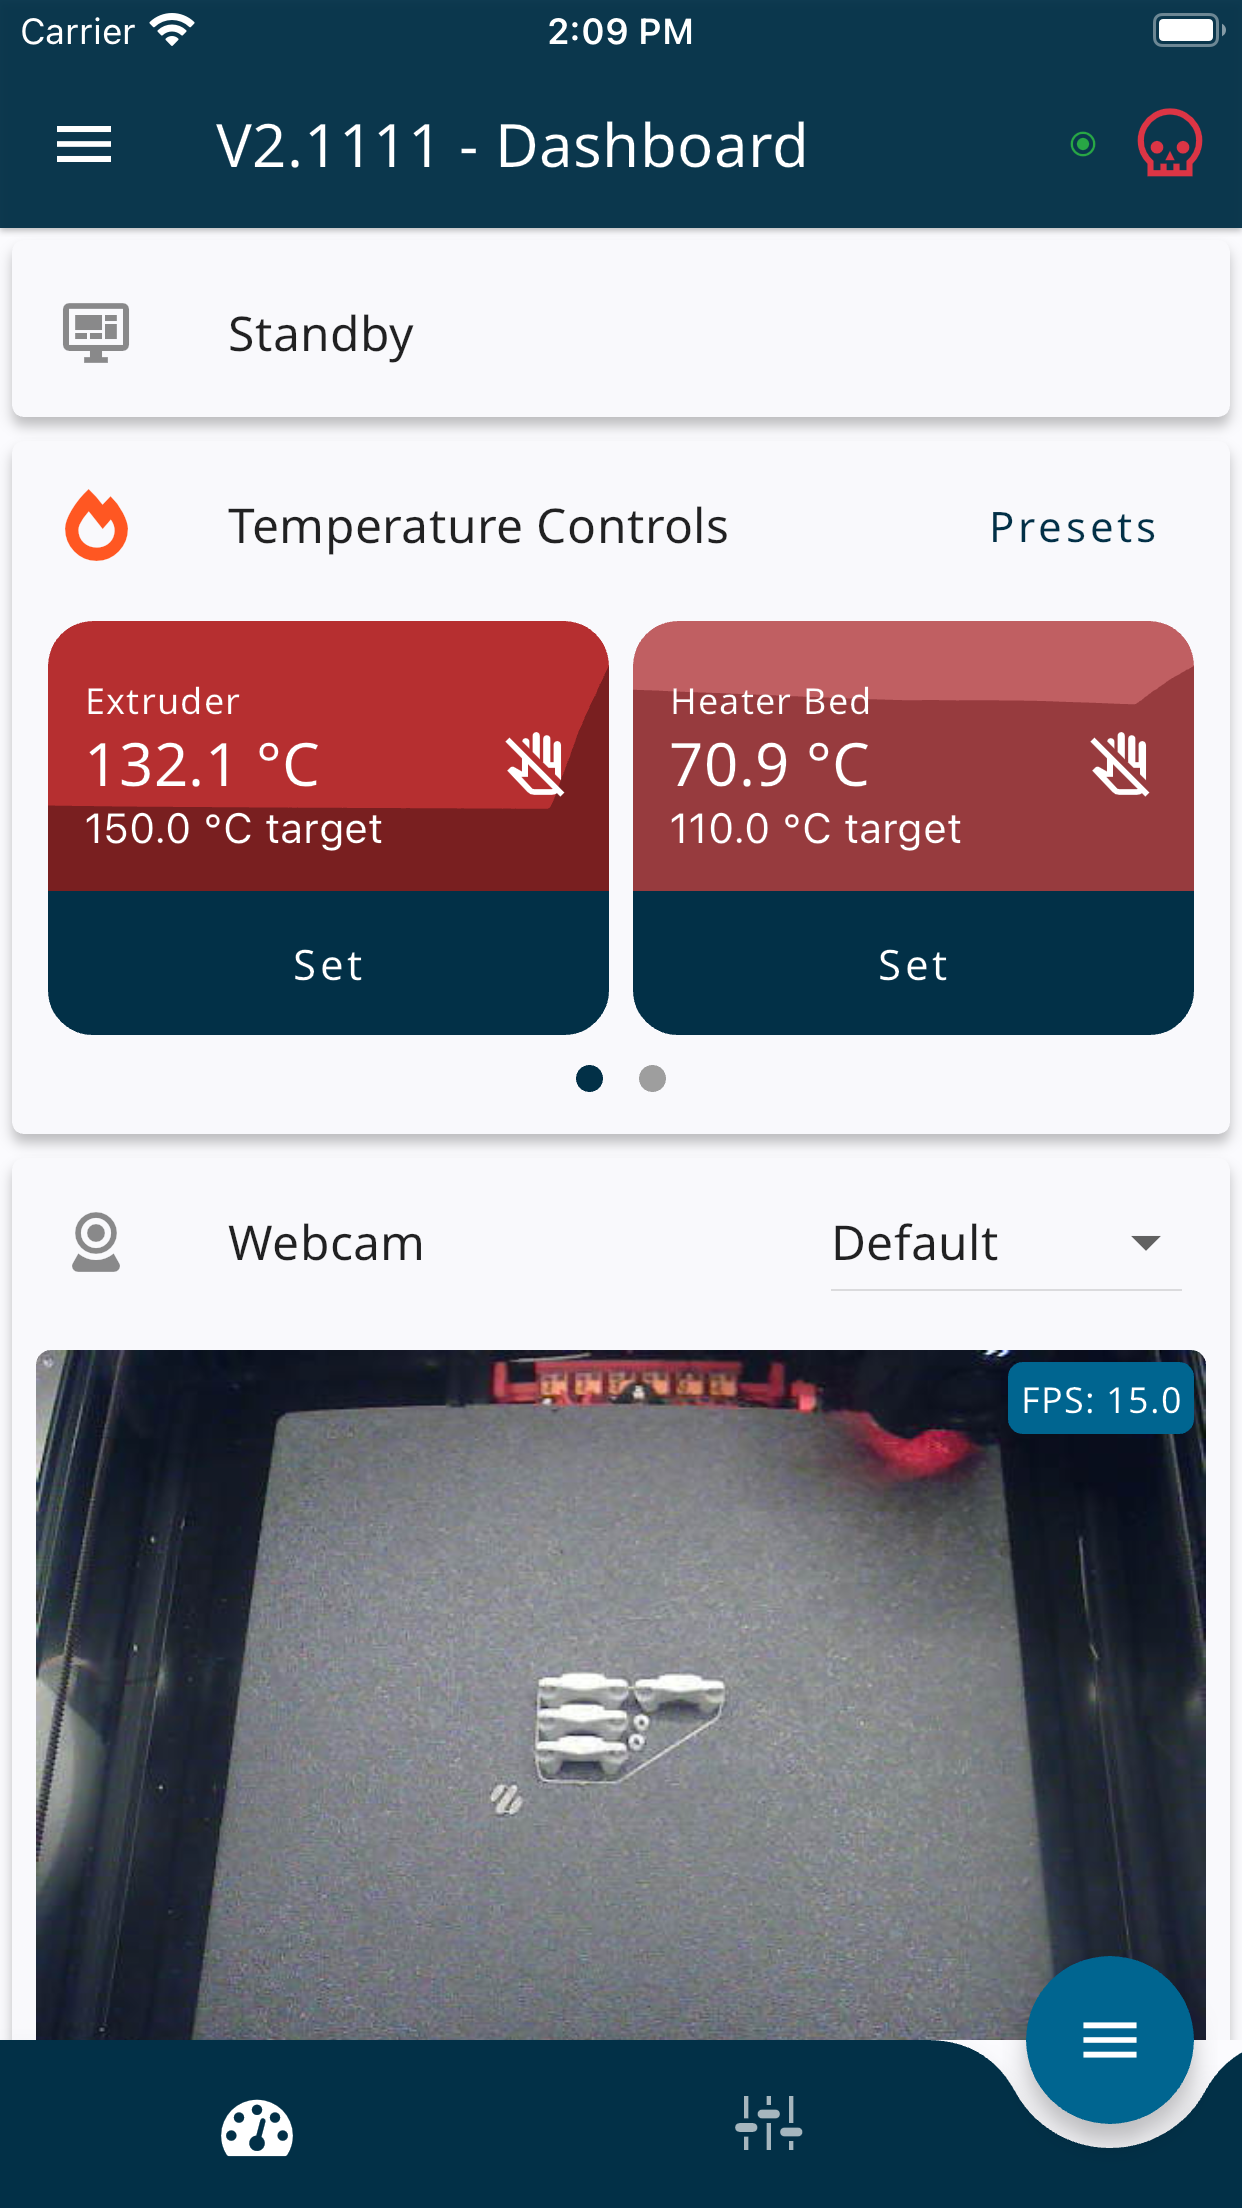 Carrier 2:09 PM
V2.1111 - Dashboard
Standby
Temperature Controls Presets
Extruder
132.1 °C
150.0 °C target
Set
Heater Bed
70.9 °C
110.0 °C target
Set
Webcam Default
FPS: 15.0